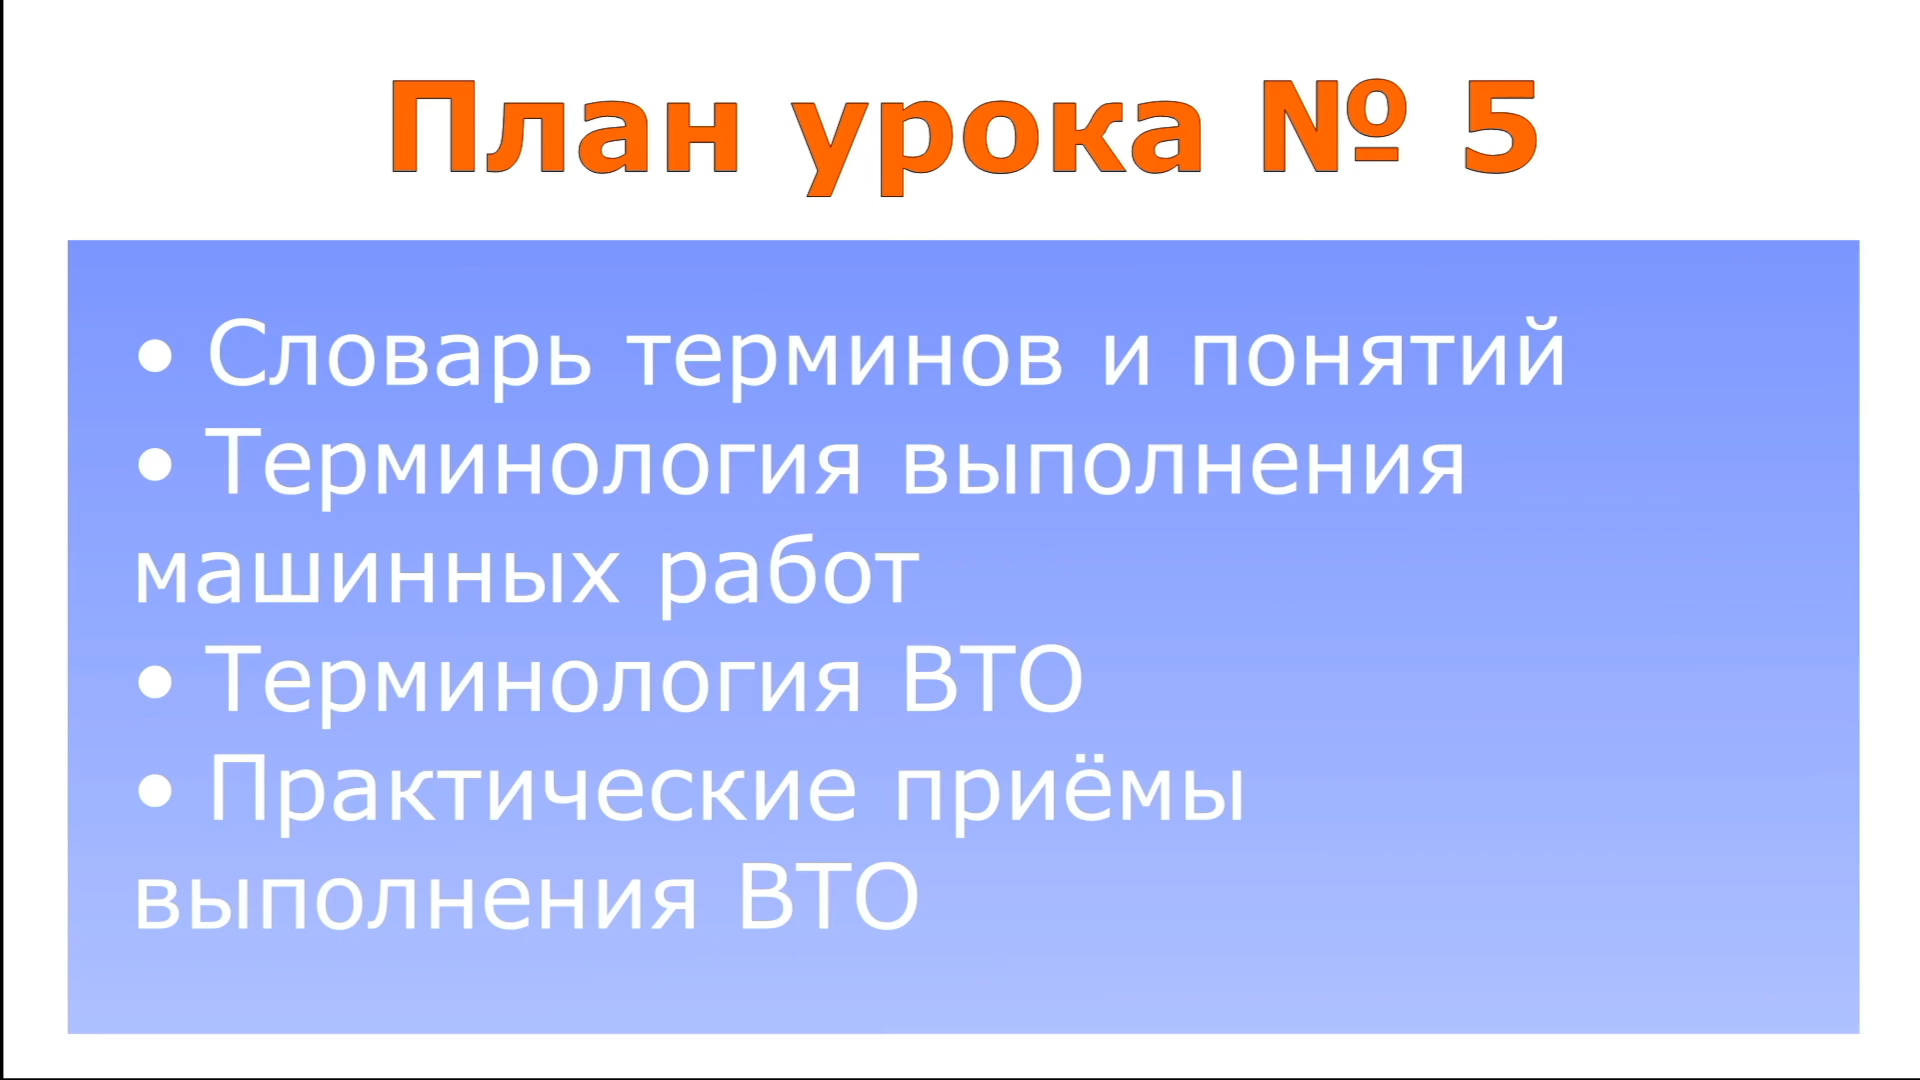 План урока № 5
• Словарь терминов и понятий
• Терминология выполнения
машинных работ
• Терминология ВТО
• Практические приёмы
выполнения ВТО